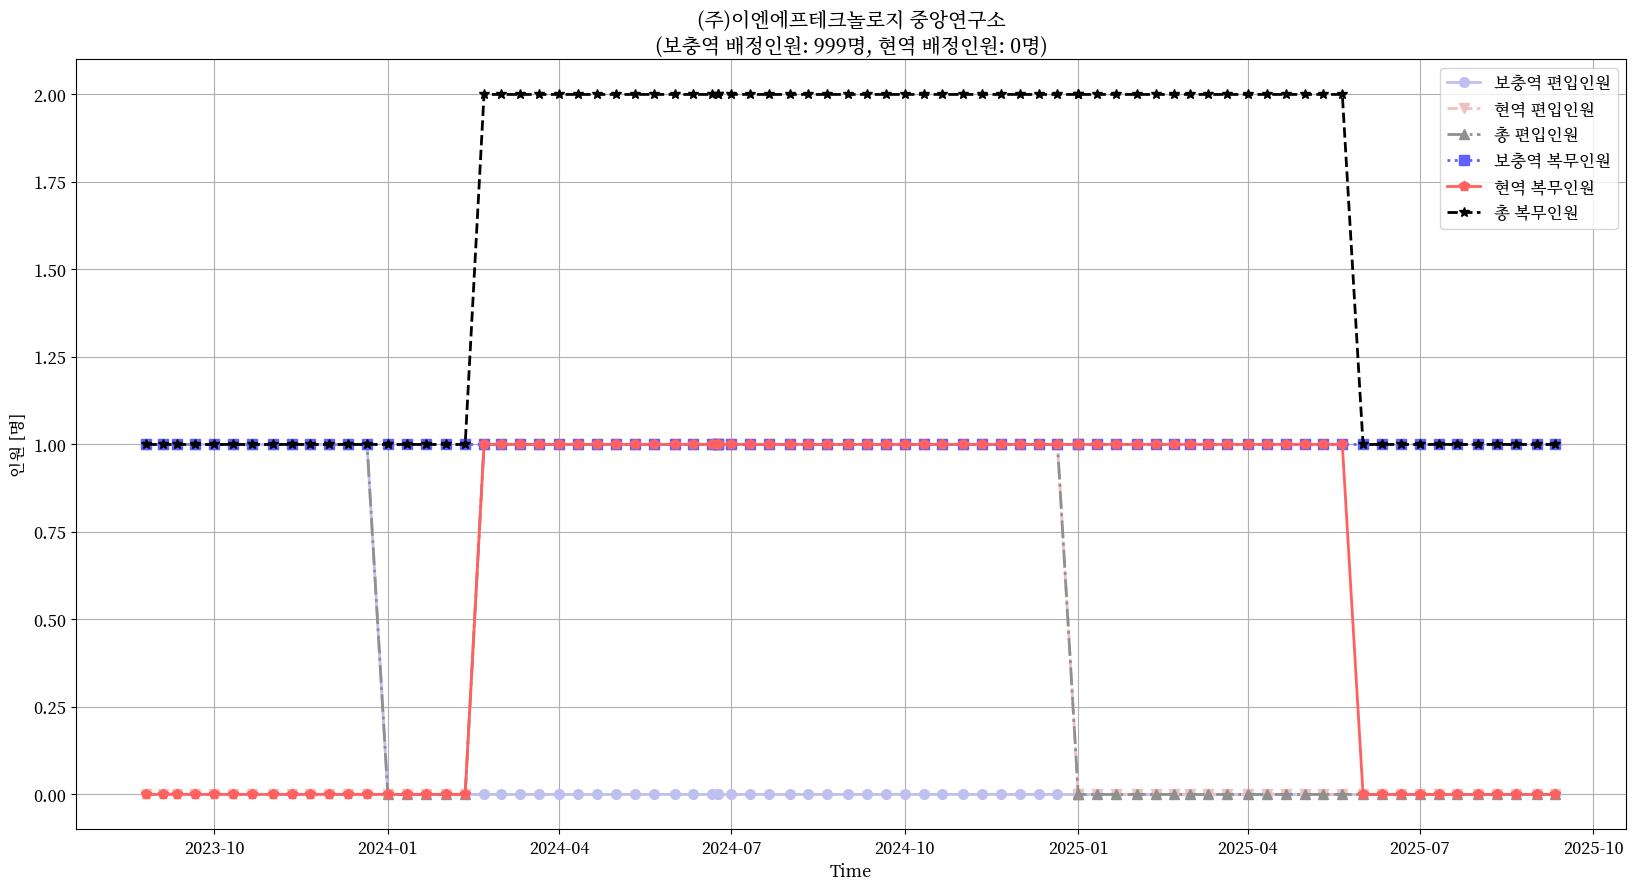 (주)이엔에프테크놀로지 중앙연구소
(보충역 배정인원: 999명, 현역 배정인원: 0명)
보충역 편입인원
현역 편입인원
총 편입인원
보충역 복무인원
현역 복무인원
총 복무인원
인원 [명]
2.00
1.75
1.50
1.25
1.00
0.75
0.50
0.25
0.00
2023-10
2024-01
2024-04
2024-07
2024-10
2025-01
2025-04
2025-07
2025-10
Time